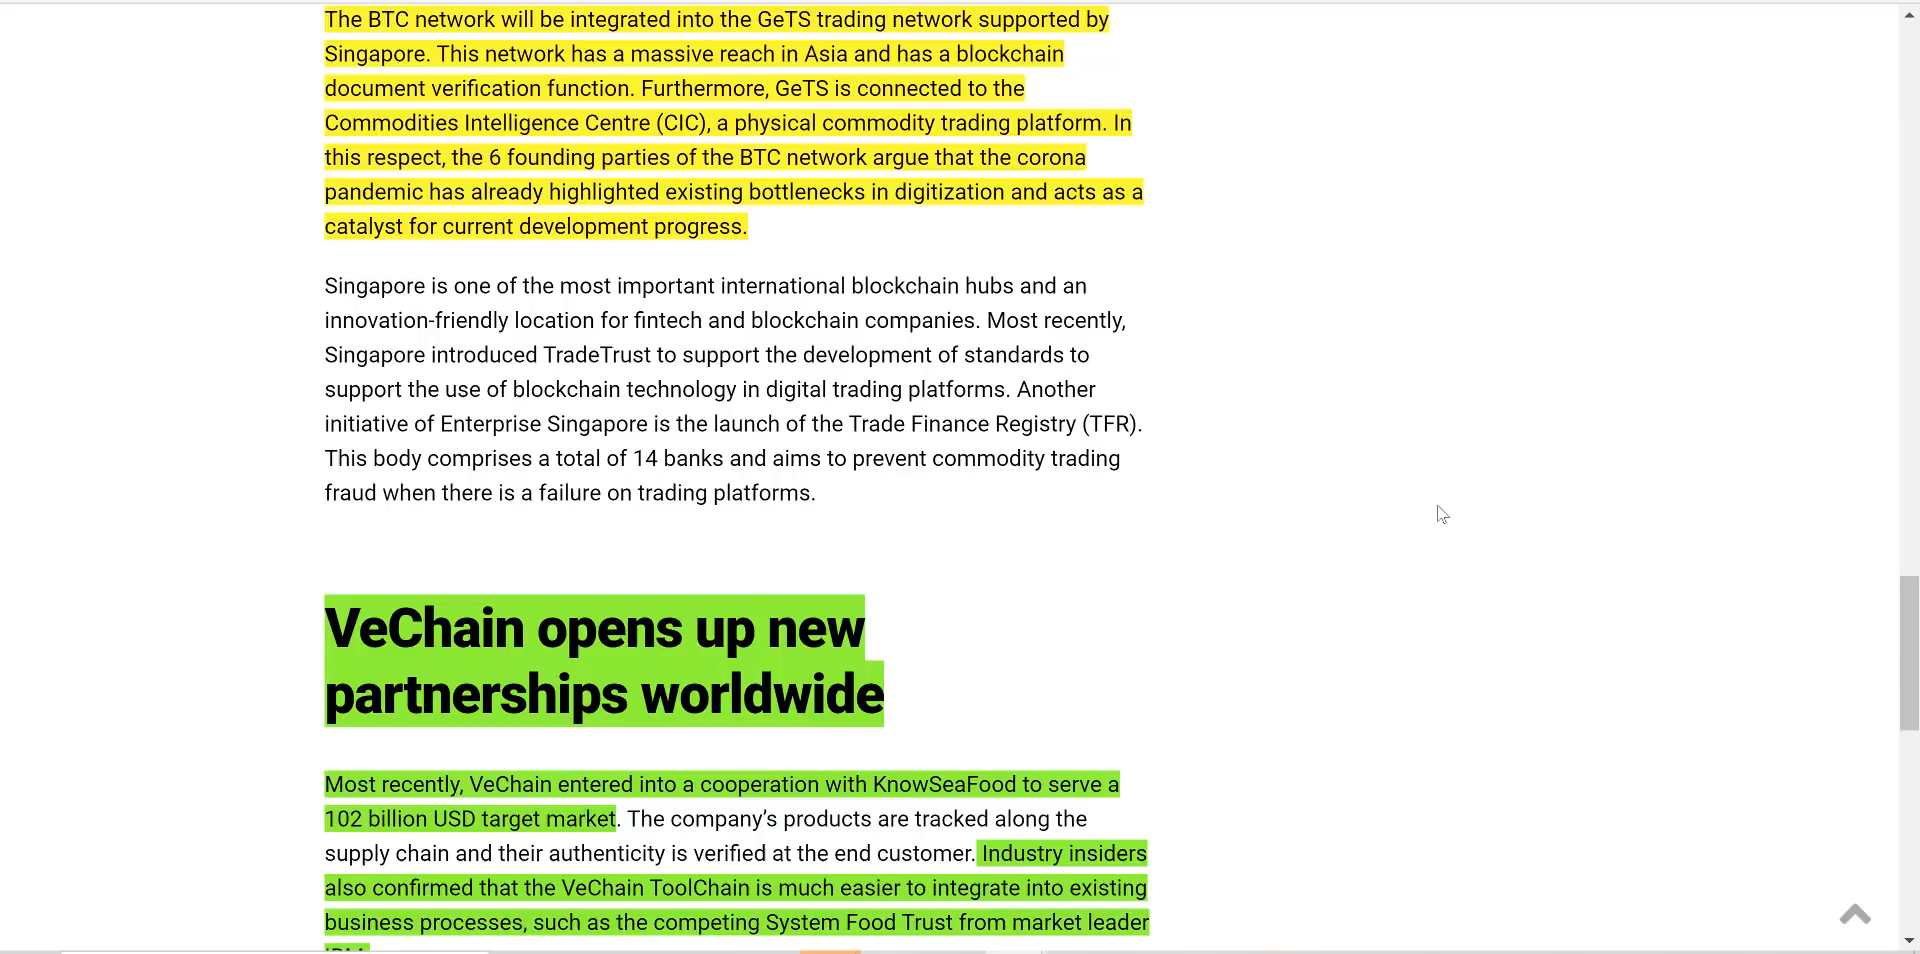 The BTC network will be integrated into the GeTS trading network supported by
Singapore. This network has a massive reach in Asia and has a blockchain
document verification function. Furthermore, GeTS is connected to the
Commodities Intelligence Centre (CIC), a physical commodity trading platform. In
this respect, the 6 founding parties of the BTC network argue that the corona
pandemic has already highlighted existing bottlenecks in digitization and acts as a
catalyst for current development progress.
Singapore is one of the most important international blockchain hubs and an
innovation-friendly location for fintech and blockchain companies. Most recently,
Singapore introduced TradeTrust to support the development of standards to
support the use of blockchain technology in digital trading platforms. Another
initiative of Enterprise Singapore is the launch of the Trade Finance Registry (TFR).
This body comprises a total of 14 banks and aims to prevent commodity trading
fraud when there is a failure on trading platforms.
VeChain opens up new
partnerships worldwide
Most recently, VeChain entered into a cooperation with KnowSeaFood to serve a
102 billion USD target market. The company’s products are tracked along the
supply chain and their authenticity is verified at the end customer. Industry insiders
also confirmed that the VeChain ToolChain is much easier to integrate into existing
business processes, such as the competing System Food Trust from market leader